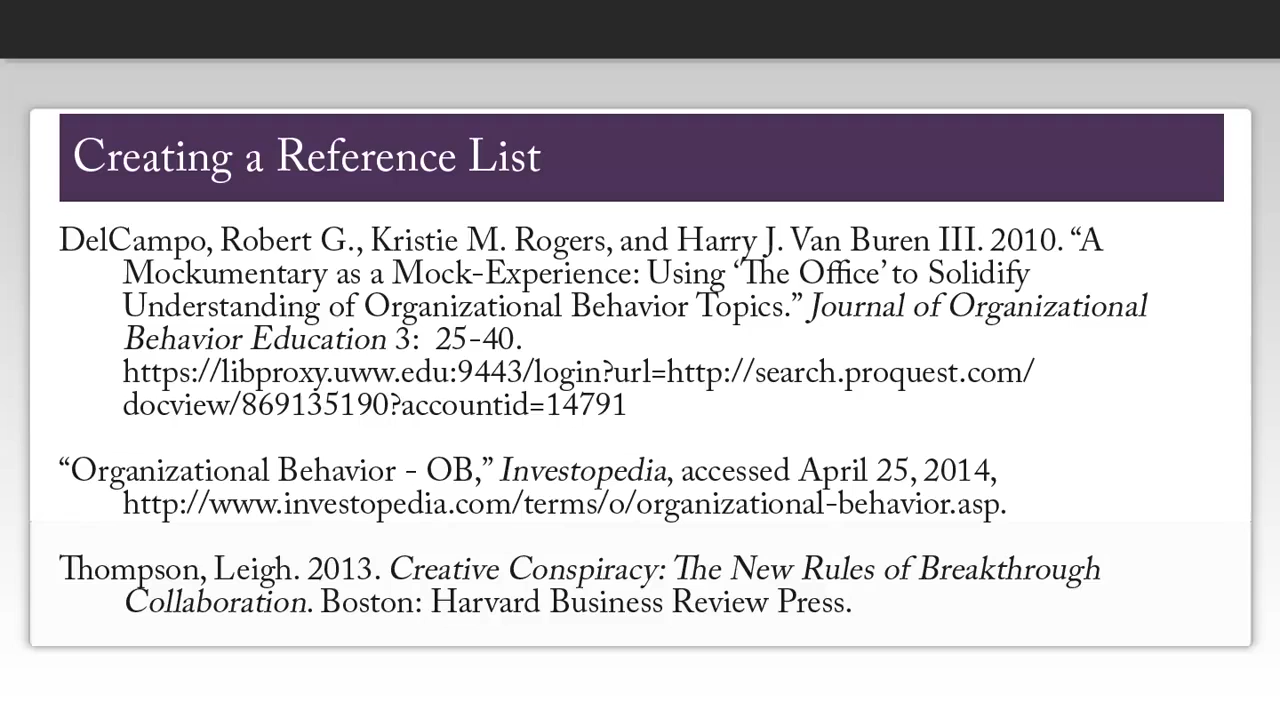 Creating a Reference List
DelCampo, Robert G., Kristie M. Rogers, and Harry J. Van Buren III. 2010. “A
Mockumentary as a Mock-Experience: Using ‘The Office’ to Solidify
Understanding of Organizational Behavior Topics.” Journal of Organizational
Behavior Education 3:  25-40.
https://libproxy.uww.edu:9443/login?url=http://search.proquest.com/
docview/869135190?accountid=14791
“Organizational Behavior - OB,” Investopedia, accessed April 25, 2014,
http://www.investopedia.com/terms/o/organizational-behavior.asp.
Thompson, Leigh. 2013. Creative Conspiracy: The New Rules of Breakthrough
Collaboration. Boston: Harvard Business Review Press.